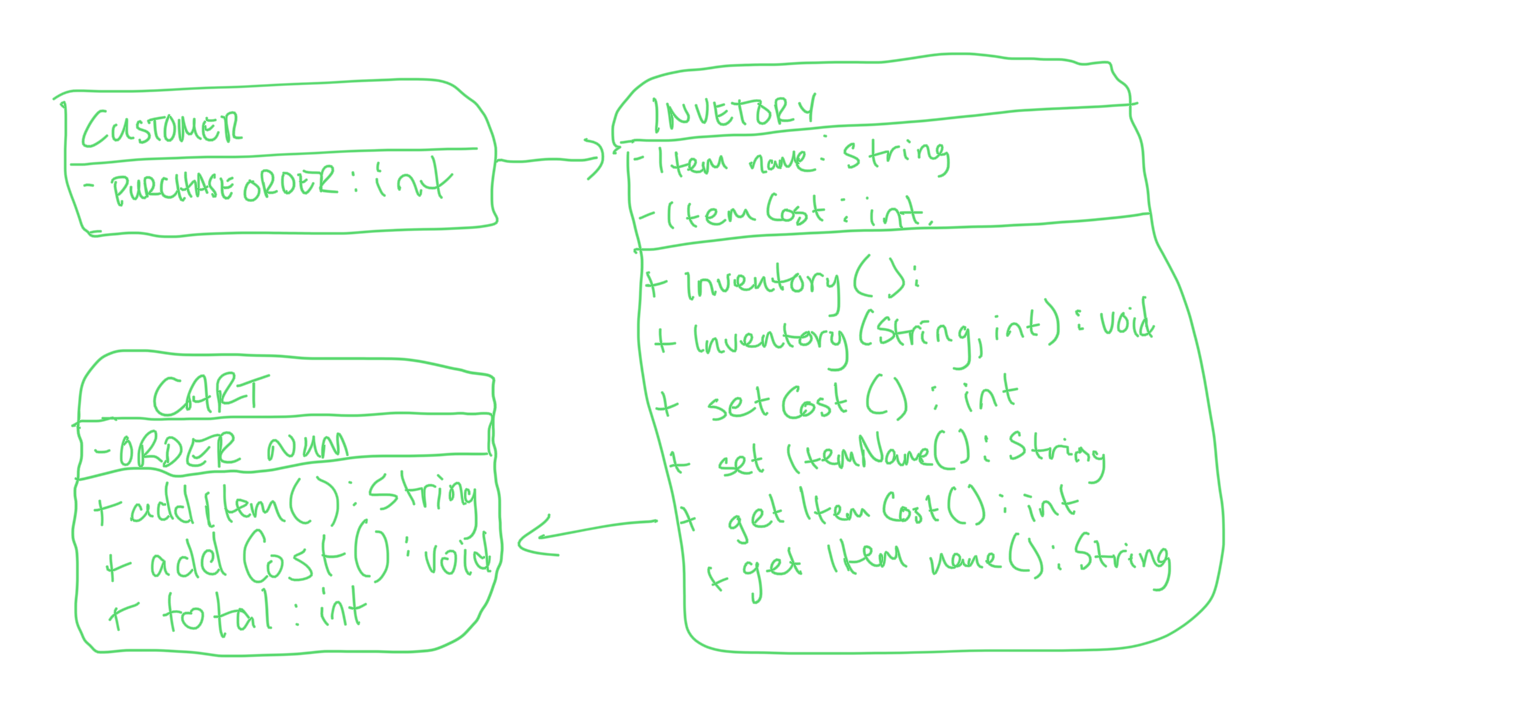 CUSTOMER
- PURCHASE ORDER : int
INVETORY
- Item name : String
- Item Cost : int.
+ Inventory () :
+ Inventory (String, int) : void
+ set Cost () : int
+ set ItemName() : String
+ get Item Cost() : int
+ get Item name() : String
CART
- ORDER NUM
+ add Item() : String
+ add Cost() : void
+ total : int